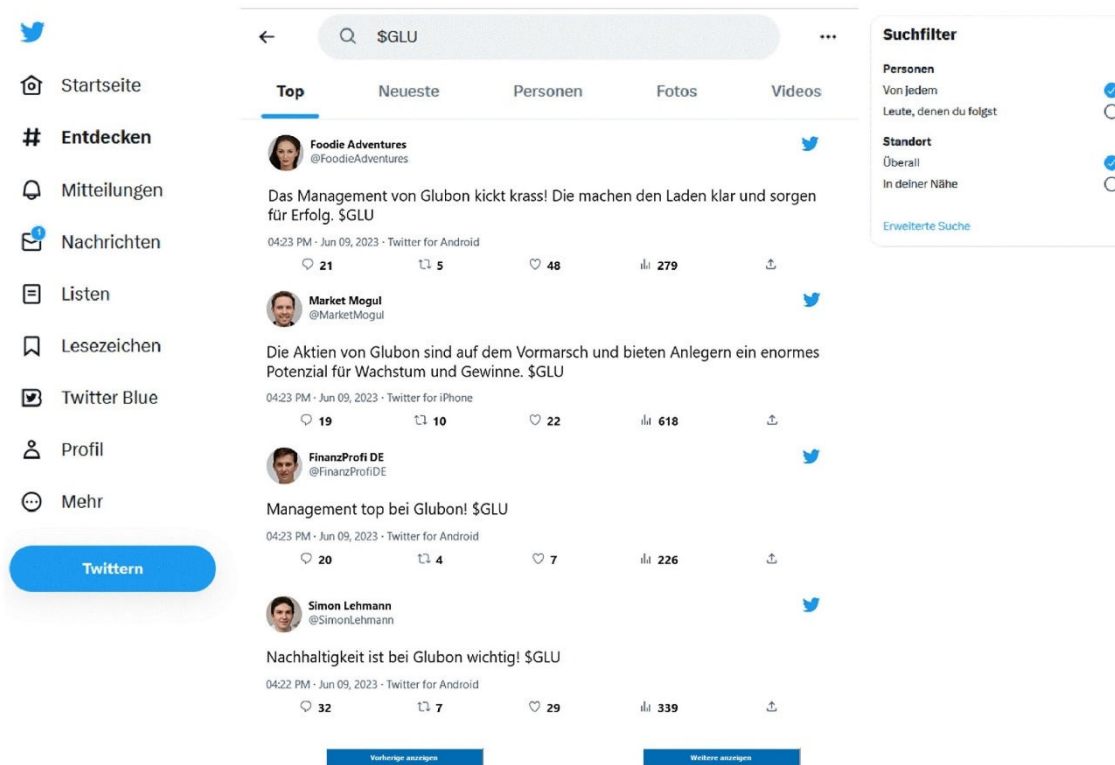 Startseite
Entdecken
Mitteilungen
1
Nachrichten
Listen
Lesezeichen
Twitter Blue
Profil
Mehr
Twittern
$GLU
Top Neueste Personen Fotos Videos
Foodie Adventures
@FoodieAdventures
Das Management von Glubon kickt krass! Die machen den Laden klar und sorgen
für Erfolg. $GLU
04:23 PM · Jun 09, 2023 · Twitter for Android
21 5 48 279
Market Mogul
@MarketMogul
Die Aktien von Glubon sind auf dem Vormarsch und bieten Anlegern ein enormes
Potenzial für Wachstum und Gewinne. $GLU
04:23 PM · Jun 09, 2023 · Twitter for iPhone
19 10 22 618
FinanzProfi DE
@FinanzProfiDE
Management top bei Glubon! $GLU
04:23 PM · Jun 09, 2023 · Twitter for Android
20 4 7 226
Simon Lehmann
@SimonLehmann
Nachhaltigkeit ist bei Glubon wichtig! $GLU
04:22 PM · Jun 09, 2023 · Twitter for Android
32 7 29 339
Vorherige anzeigen Weitere anzeigen
Suchfilter
Personen
Von jedem
Leute, denen du folgst
Standort
Überall
In deiner Nähe
Erweiterte Suche